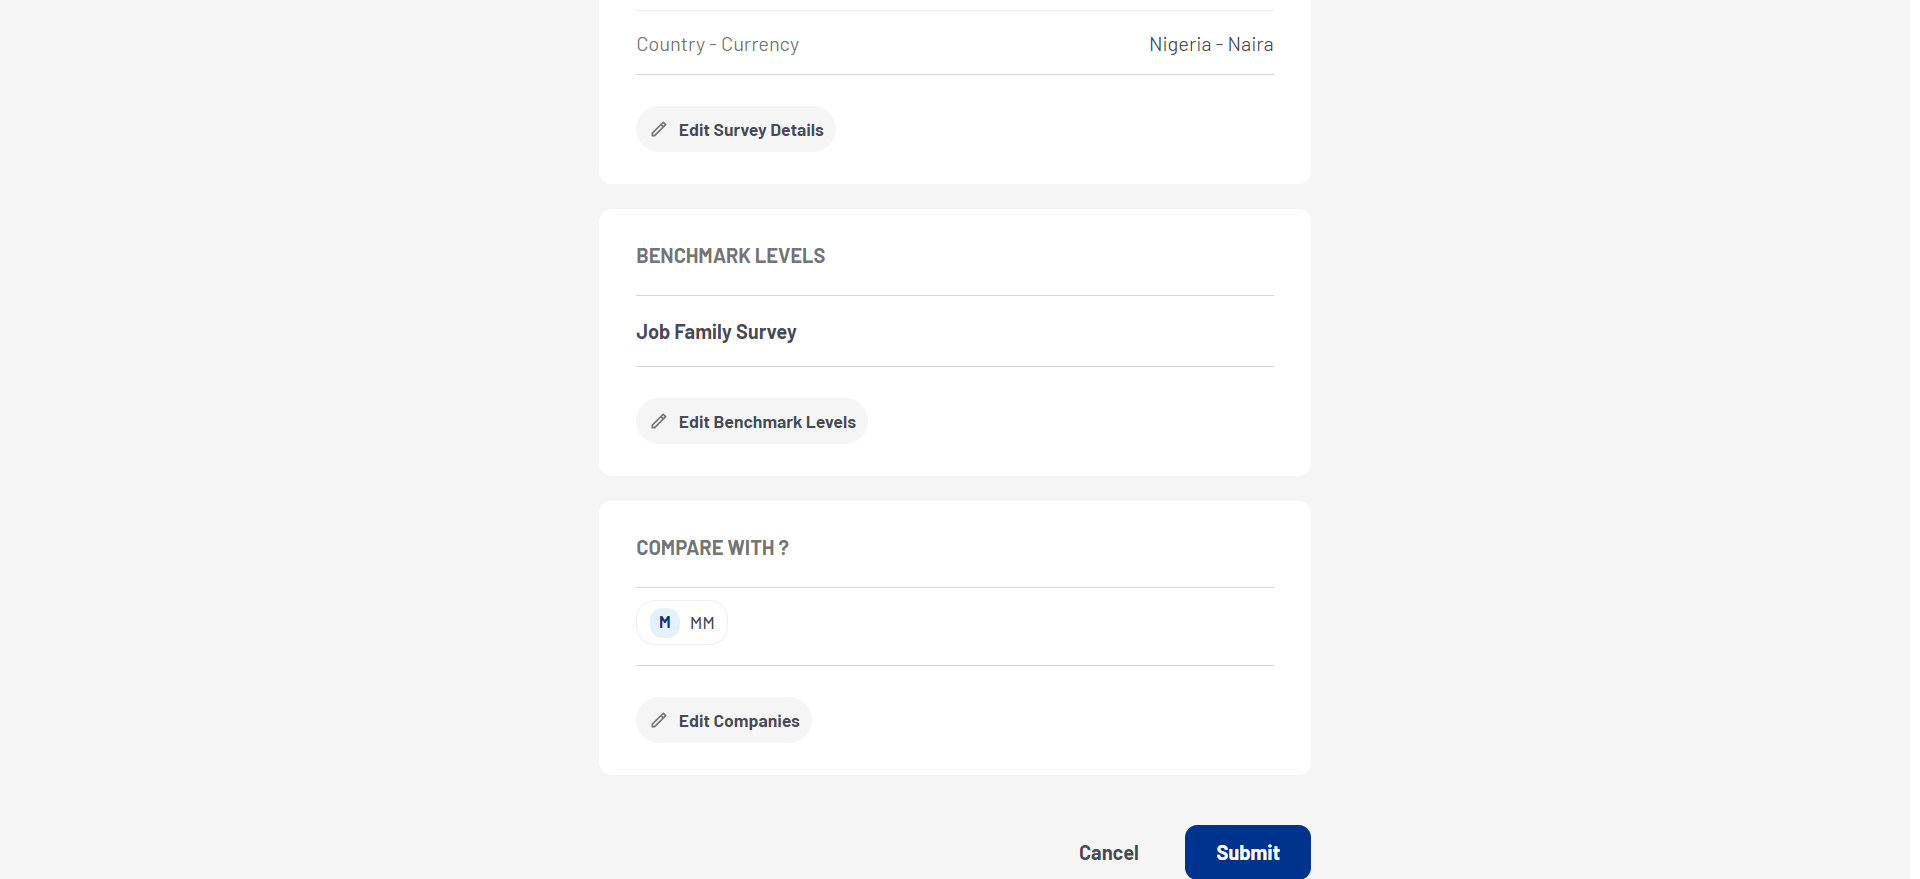 Country - Currency Nigeria - Naira
Edit Survey Details
BENCHMARK LEVELS
Job Family Survey
Edit Benchmark Levels
COMPARE WITH ?
M MM
Edit Companies
Cancel Submit